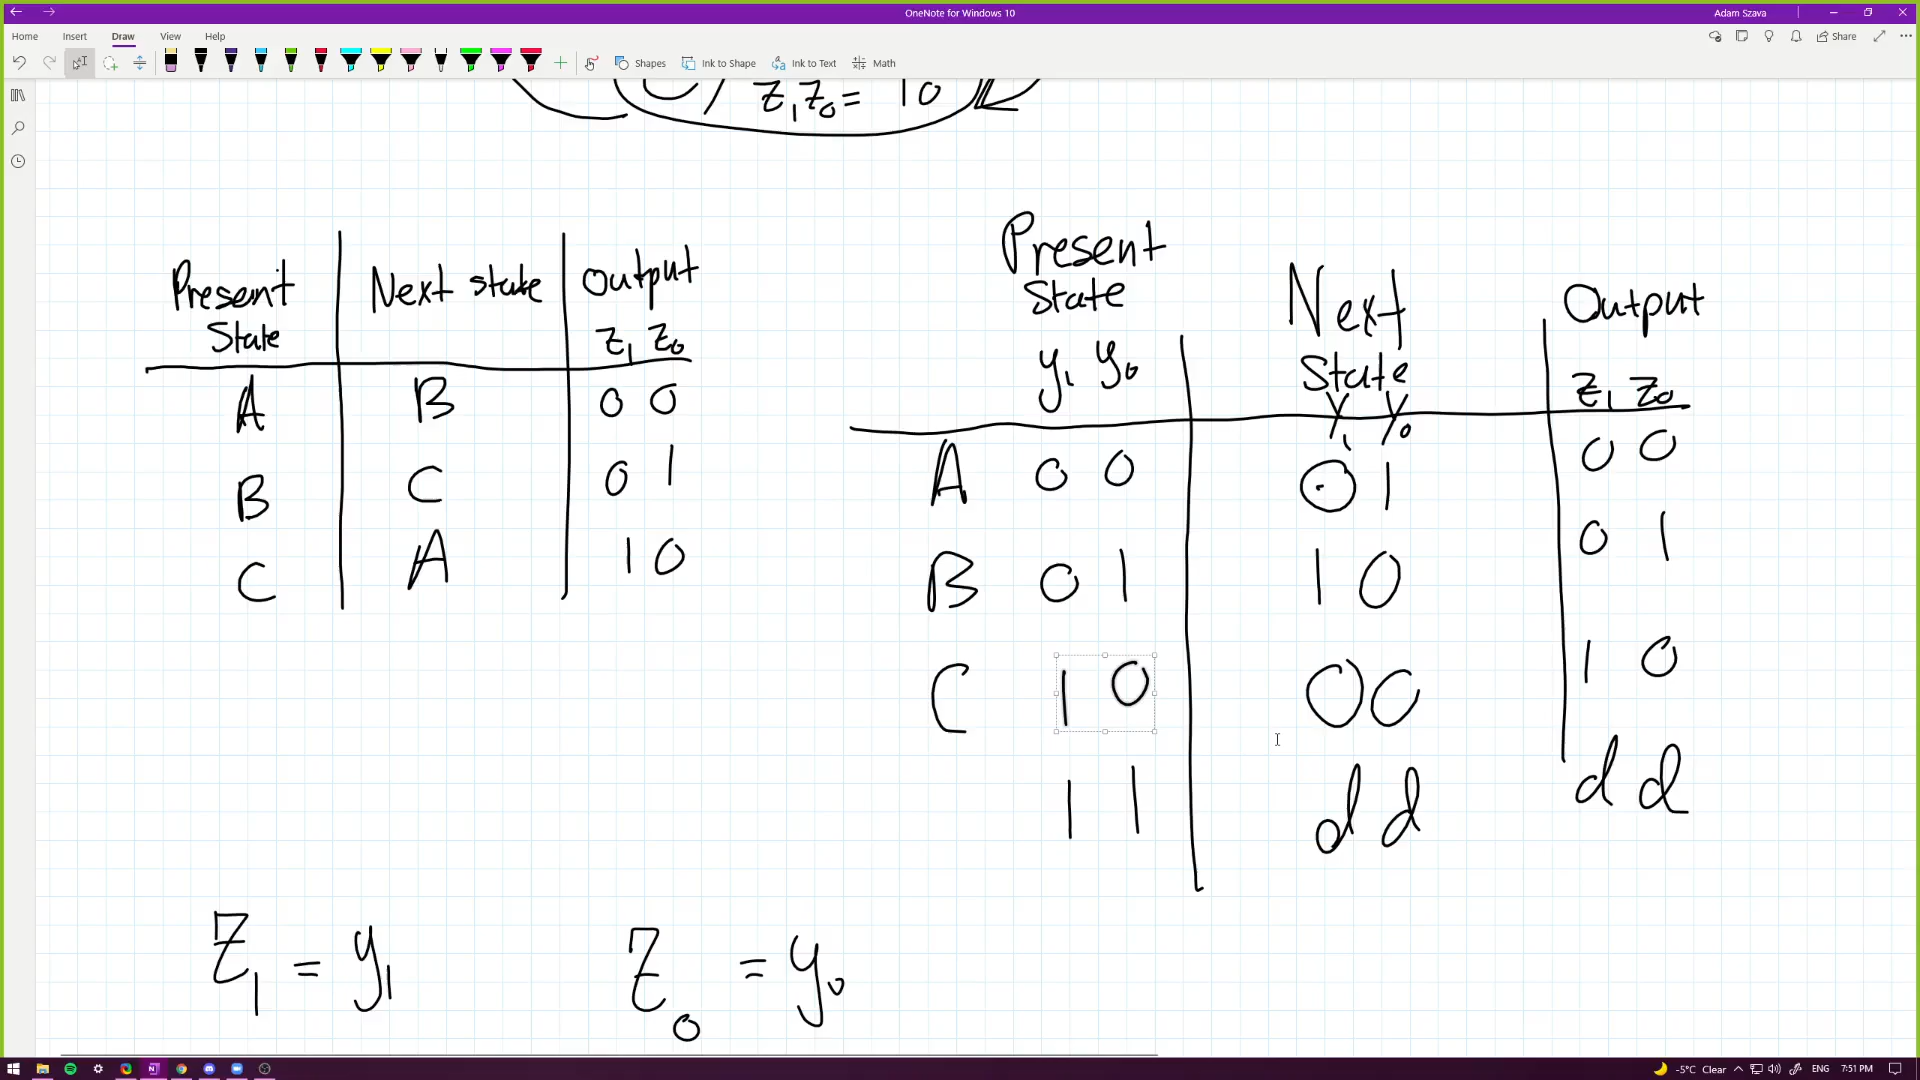 OneNote for Windows 10
Adam Szava
Home Insert Draw View Help
Share
Shapes Ink to Shape Ink to Text Math
z₁z₀ = 10
Present State | Next state | Output z₁ z₀
A | B | 0 0
B | C | 0 1
C | A | 1 0
Present State y₁ y₀ | Next State Y₁ Y₀ | Output z₁ z₀
A 0 0 | 0 1 | 0 0
B 0 1 | 1 0 | 0 1
C 1 0 | 0 0 | 1 0
1 1 | d d | d d
Z₁ = y₁
Z₀ = y₀
-5°C Clear ENG 7:51 PM